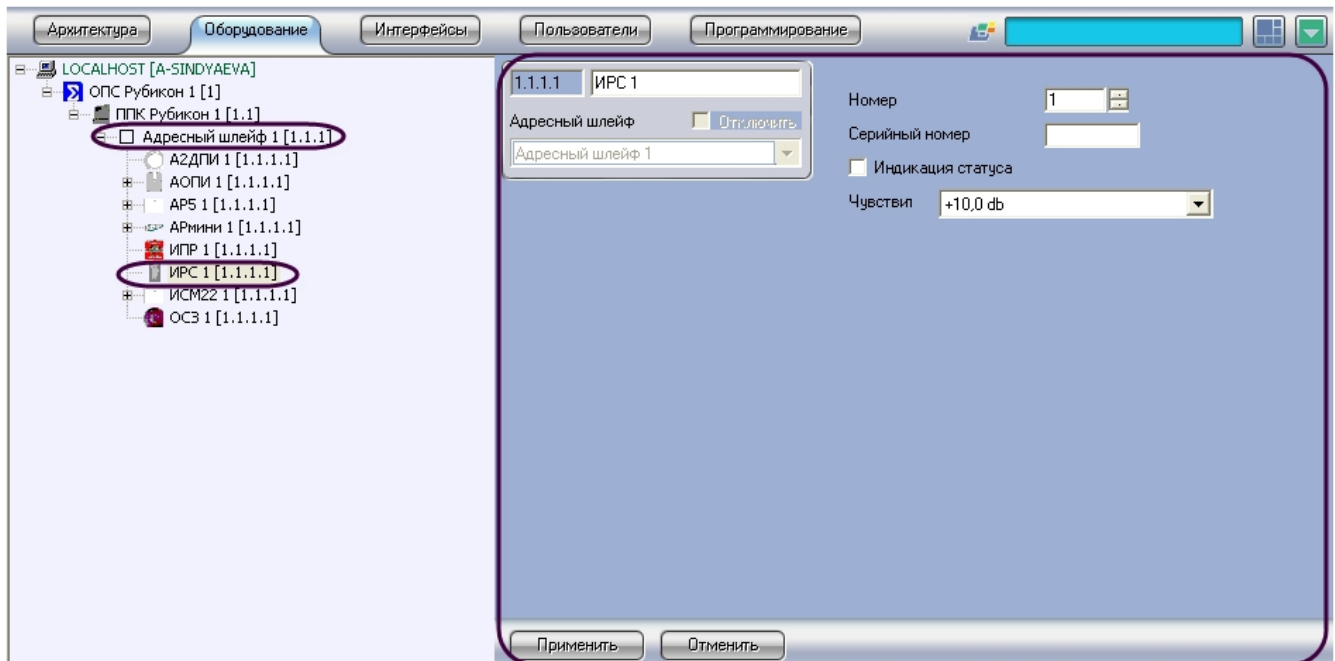 Архитектура Оборудование Интерфейсы Пользователи Программирование
LOCALHOST [A-SINDYAEVA]
ОПС Рубикон 1 [1]
ППК Рубикон 1 [1.1]
Адресный шлейф 1 [1.1.1]
А2ДПИ 1 [1.1.1.1]
АОПИ 1 [1.1.1.1]
АР5 1 [1.1.1.1]
АРмини 1 [1.1.1.1]
ИПР 1 [1.1.1.1]
ИРС 1 [1.1.1.1]
ИСМ22 1 [1.1.1.1]
ОСЗ 1 [1.1.1.1]
1.1.1.1 ИРС 1
Адресный шлейф Отключить
Адресный шлейф 1
Номер 1
Серийный номер
Индикация статуса
Чувствил +10,0 db
Применить Отменить